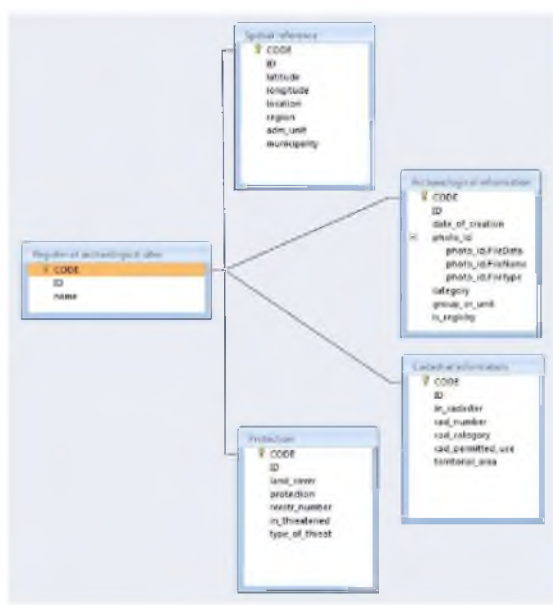 Spatial reference
CODE
ID
latitude
longitude
location
region
adm_unit
municipality
Archaeological information
CODE
ID
date_of_creation
photo_id
photo_id.FileData
photo_id.FileName
photo_id.FileType
category
group_or_unit
in_registry
Register of archaeological sites
CODE
ID
name
Cadastral information
CODE
ID
in_cadaster
cad_number
cad_category
cad_permitted_use
territorial_area
Protection
CODE
ID
land_cover
protection
reestr_number
in_threatened
type_of_threat